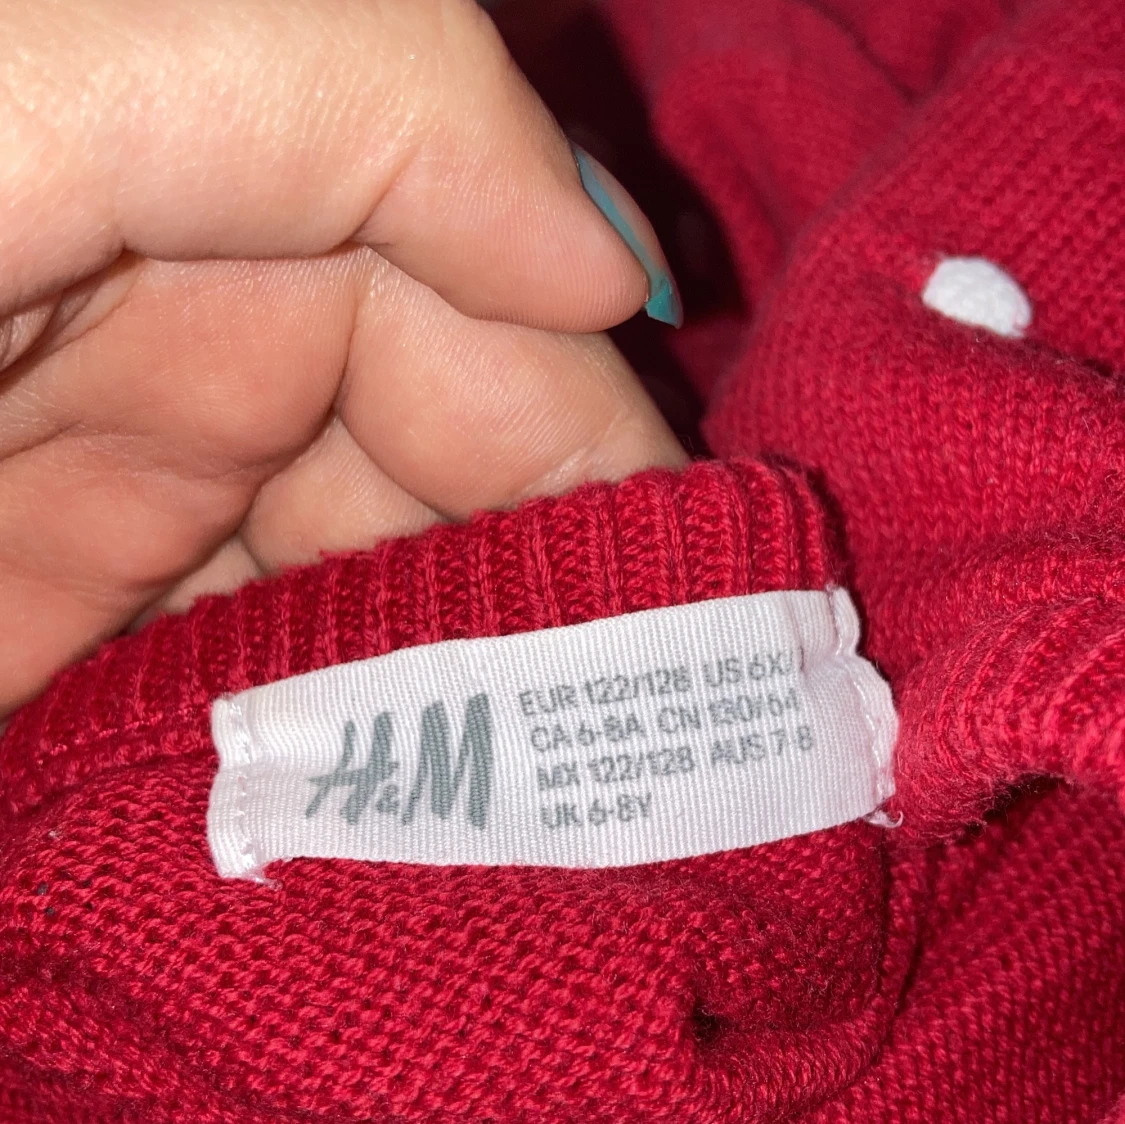 H&M
EUR 122/128 US 6X
CA 6-8A CN 130/64
MX 122/128 AUS 7-8
UK 6-8Y